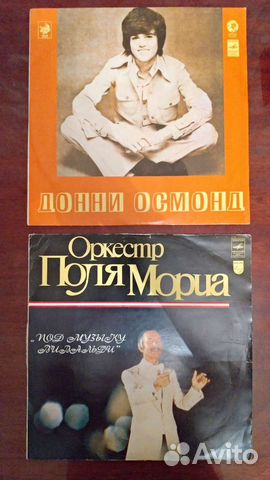 ДОННИ ОСМОНД
Оркестр
Поля Мориа
„ПОД МУЗЫКУ
ВИВАЛЬДИ"
Avito